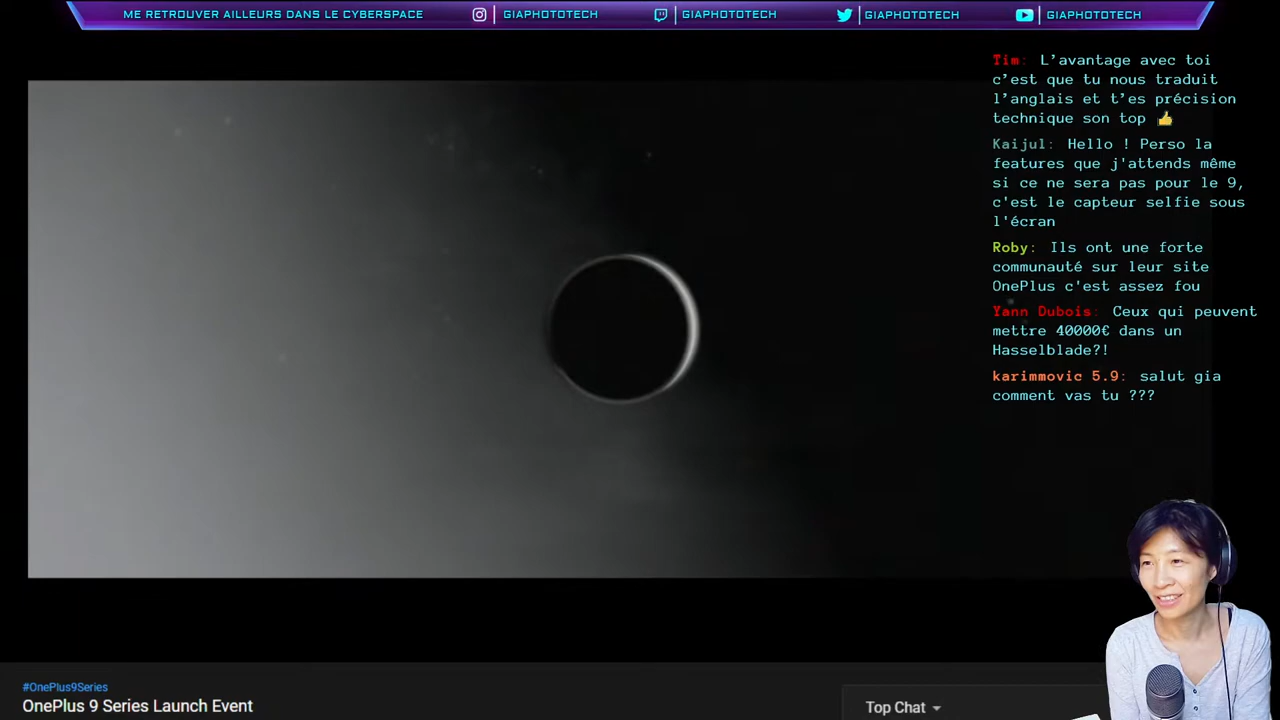 ME RETROUVER AILLEURS DANS LE CYBERSPACE GIAPHOTOTECH GIAPHOTOTECH GIAPHOTOTECH GIAPHOTOTECH
Tim: L'avantage avec toi
c'est que tu nous traduit
l'anglais et t'es précision
technique son top 👍
Kaijul: Hello ! Perso la
features que j'attends même
si ce ne sera pas pour le 9,
c'est le capteur selfie sous
l'écran
Roby: Ils ont une forte
communauté sur leur site
OnePlus c'est assez fou
Yann Dubois: Ceux qui peuvent
mettre 40000€ dans un
Hasselblade?!
karimmovic 5.9: salut gia
comment vas tu ???
#OnePlus9Series
OnePlus 9 Series Launch Event
Top Chat